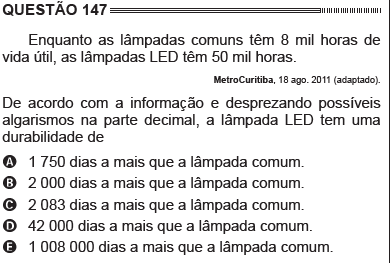 QUESTÃO 147
Enquanto as lâmpadas comuns têm 8 mil horas de
vida útil, as lâmpadas LED têm 50 mil horas.
MetroCuritiba, 18 ago. 2011 (adaptado).
De acordo com a informação e desprezando possíveis
algarismos na parte decimal, a lâmpada LED tem uma
durabilidade de
A 1 750 dias a mais que a lâmpada comum.
B 2 000 dias a mais que a lâmpada comum.
C 2 083 dias a mais que a lâmpada comum.
D 42 000 dias a mais que a lâmpada comum.
E 1 008 000 dias a mais que a lâmpada comum.